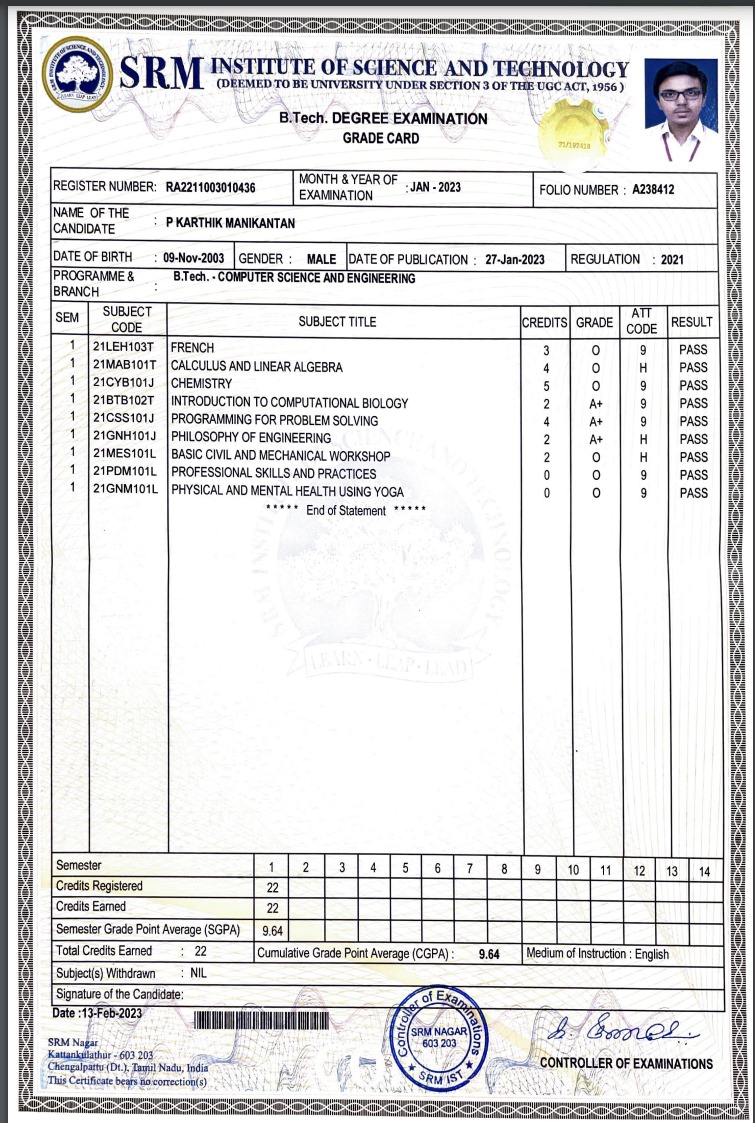 SRM INSTITUTE OF SCIENCE AND TECHNOLOGY
(DEEMED TO BE UNIVERSITY UNDER SECTION 3 OF THE UGC ACT, 1956 )
B.Tech. DEGREE EXAMINATION
GRADE CARD
REGISTER NUMBER: RA2211003010436 MONTH & YEAR OF EXAMINATION : JAN - 2023 FOLIO NUMBER : A238412
NAME OF THE CANDIDATE : P KARTHIK MANIKANTAN
DATE OF BIRTH : 09-Nov-2003 GENDER : MALE DATE OF PUBLICATION : 27-Jan-2023 REGULATION : 2021
PROGRAMME & BRANCH : B.Tech. - COMPUTER SCIENCE AND ENGINEERING
SEM SUBJECT CODE SUBJECT TITLE CREDITS GRADE ATT CODE RESULT
1 21LEH103T FRENCH 3 O 9 PASS
1 21MAB101T CALCULUS AND LINEAR ALGEBRA 4 O H PASS
1 21CYB101J CHEMISTRY 5 O 9 PASS
1 21BTB102T INTRODUCTION TO COMPUTATIONAL BIOLOGY 2 A+ 9 PASS
1 21CSS101J PROGRAMMING FOR PROBLEM SOLVING 4 A+ 9 PASS
1 21GNH101J PHILOSOPHY OF ENGINEERING 2 A+ H PASS
1 21MES101L BASIC CIVIL AND MECHANICAL WORKSHOP 2 O H PASS
1 21PDM101L PROFESSIONAL SKILLS AND PRACTICES 0 O 9 PASS
1 21GNM101L PHYSICAL AND MENTAL HEALTH USING YOGA 0 O 9 PASS
***** End of Statement *****
LEARN · LEAP · LEAD
Semester 1 2 3 4 5 6 7 8 9 10 11 12 13 14
Credits Registered 22
Credits Earned 22
Semester Grade Point Average (SGPA) 9.64
Total Credits Earned : 22 Cumulative Grade Point Average (CGPA) : 9.64 Medium of Instruction : English
Subject(s) Withdrawn : NIL
Signature of the Candidate:
Date :13-Feb-2023
SRM Nagar
Kattankulathur - 603 203
Chengalpattu (Dt.), Tamil Nadu, India
This Certificate bears no correction(s)
Controller of Examinations
SRM NAGAR
603 203
SRM IST
CONTROLLER OF EXAMINATIONS